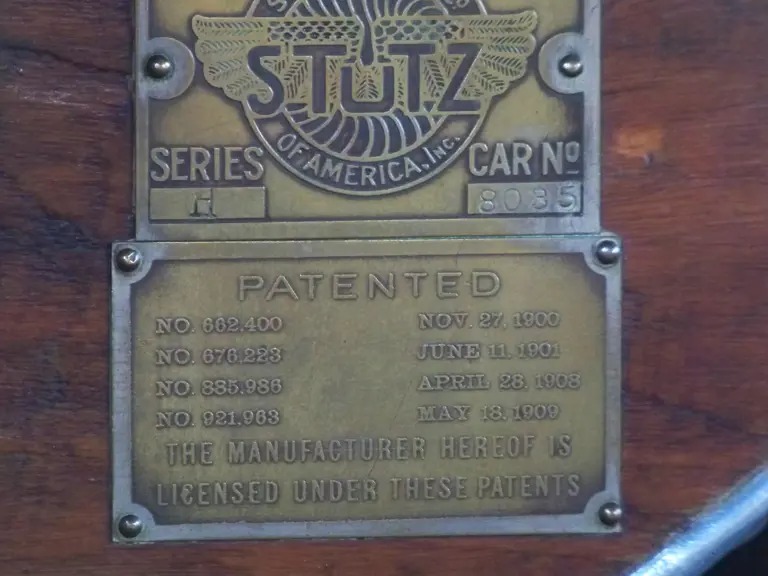 STUTZ
OF AMERICA, INC.
SERIES
CAR NO
H
8035
PATENTED
NO. 662.400 NOV. 27. 1900
NO. 676.223 JUNE 11. 1901
NO. 885.986 APRIL 28. 1908
NO. 921.963 MAY 18. 1909
THE MANUFACTURER HEREOF IS
LICENSED UNDER THESE PATENTS